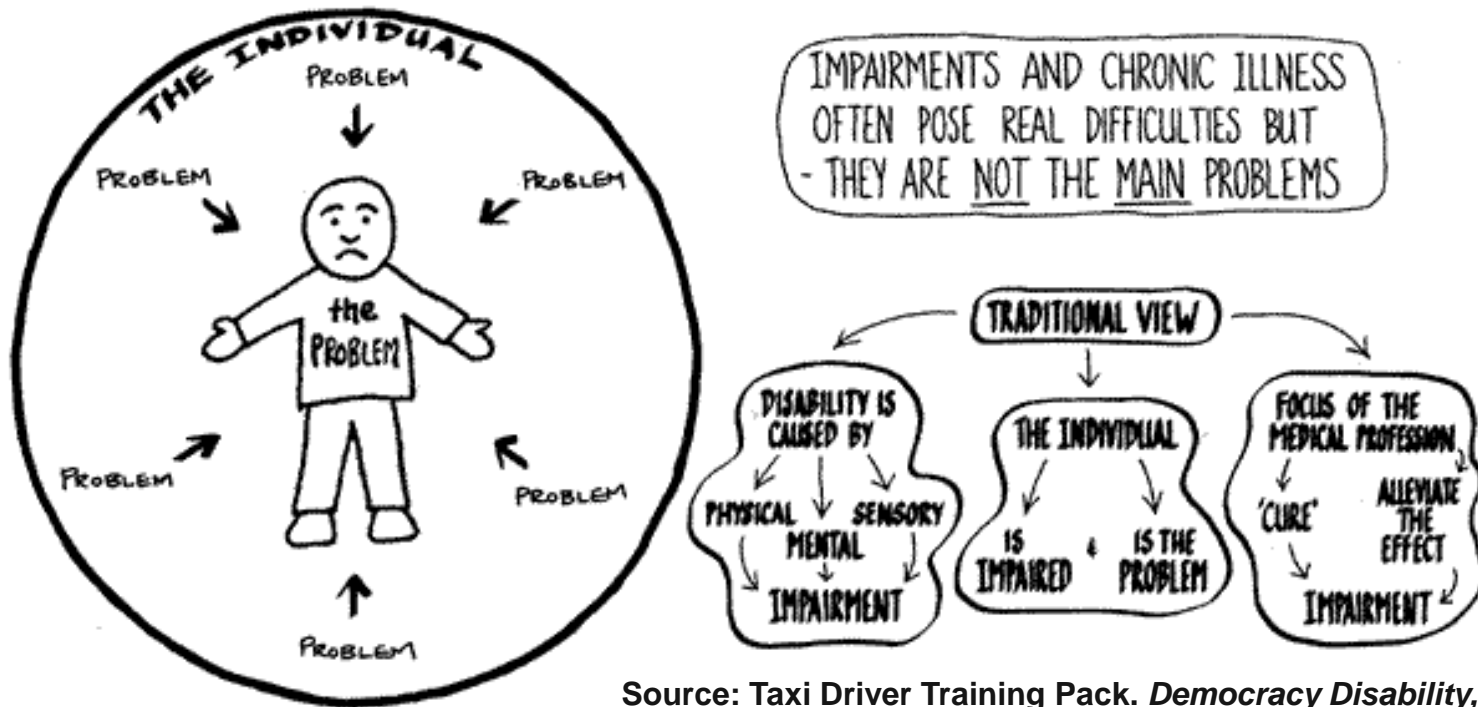 THE INDIVIDUAL
PROBLEM
PROBLEM
PROBLEM
the
PROBLEM
PROBLEM
PROBLEM
PROBLEM
IMPAIRMENTS AND CHRONIC ILLNESS
OFTEN POSE REAL DIFFICULTIES BUT
- THEY ARE NOT THE MAIN PROBLEMS
TRADITIONAL VIEW
DISABILITY IS
CAUSED BY
PHYSICAL SENSORY
MENTAL
IMPAIRMENT
THE INDIVIDUAL
IS & IS THE
IMPAIRED PROBLEM
FOCUS OF THE
MEDICAL PROFESSION
'CURE'
ALLEVIATE
THE
EFFECT
IMPAIRMENT
Source: Taxi Driver Training Pack. Democracy Disability,